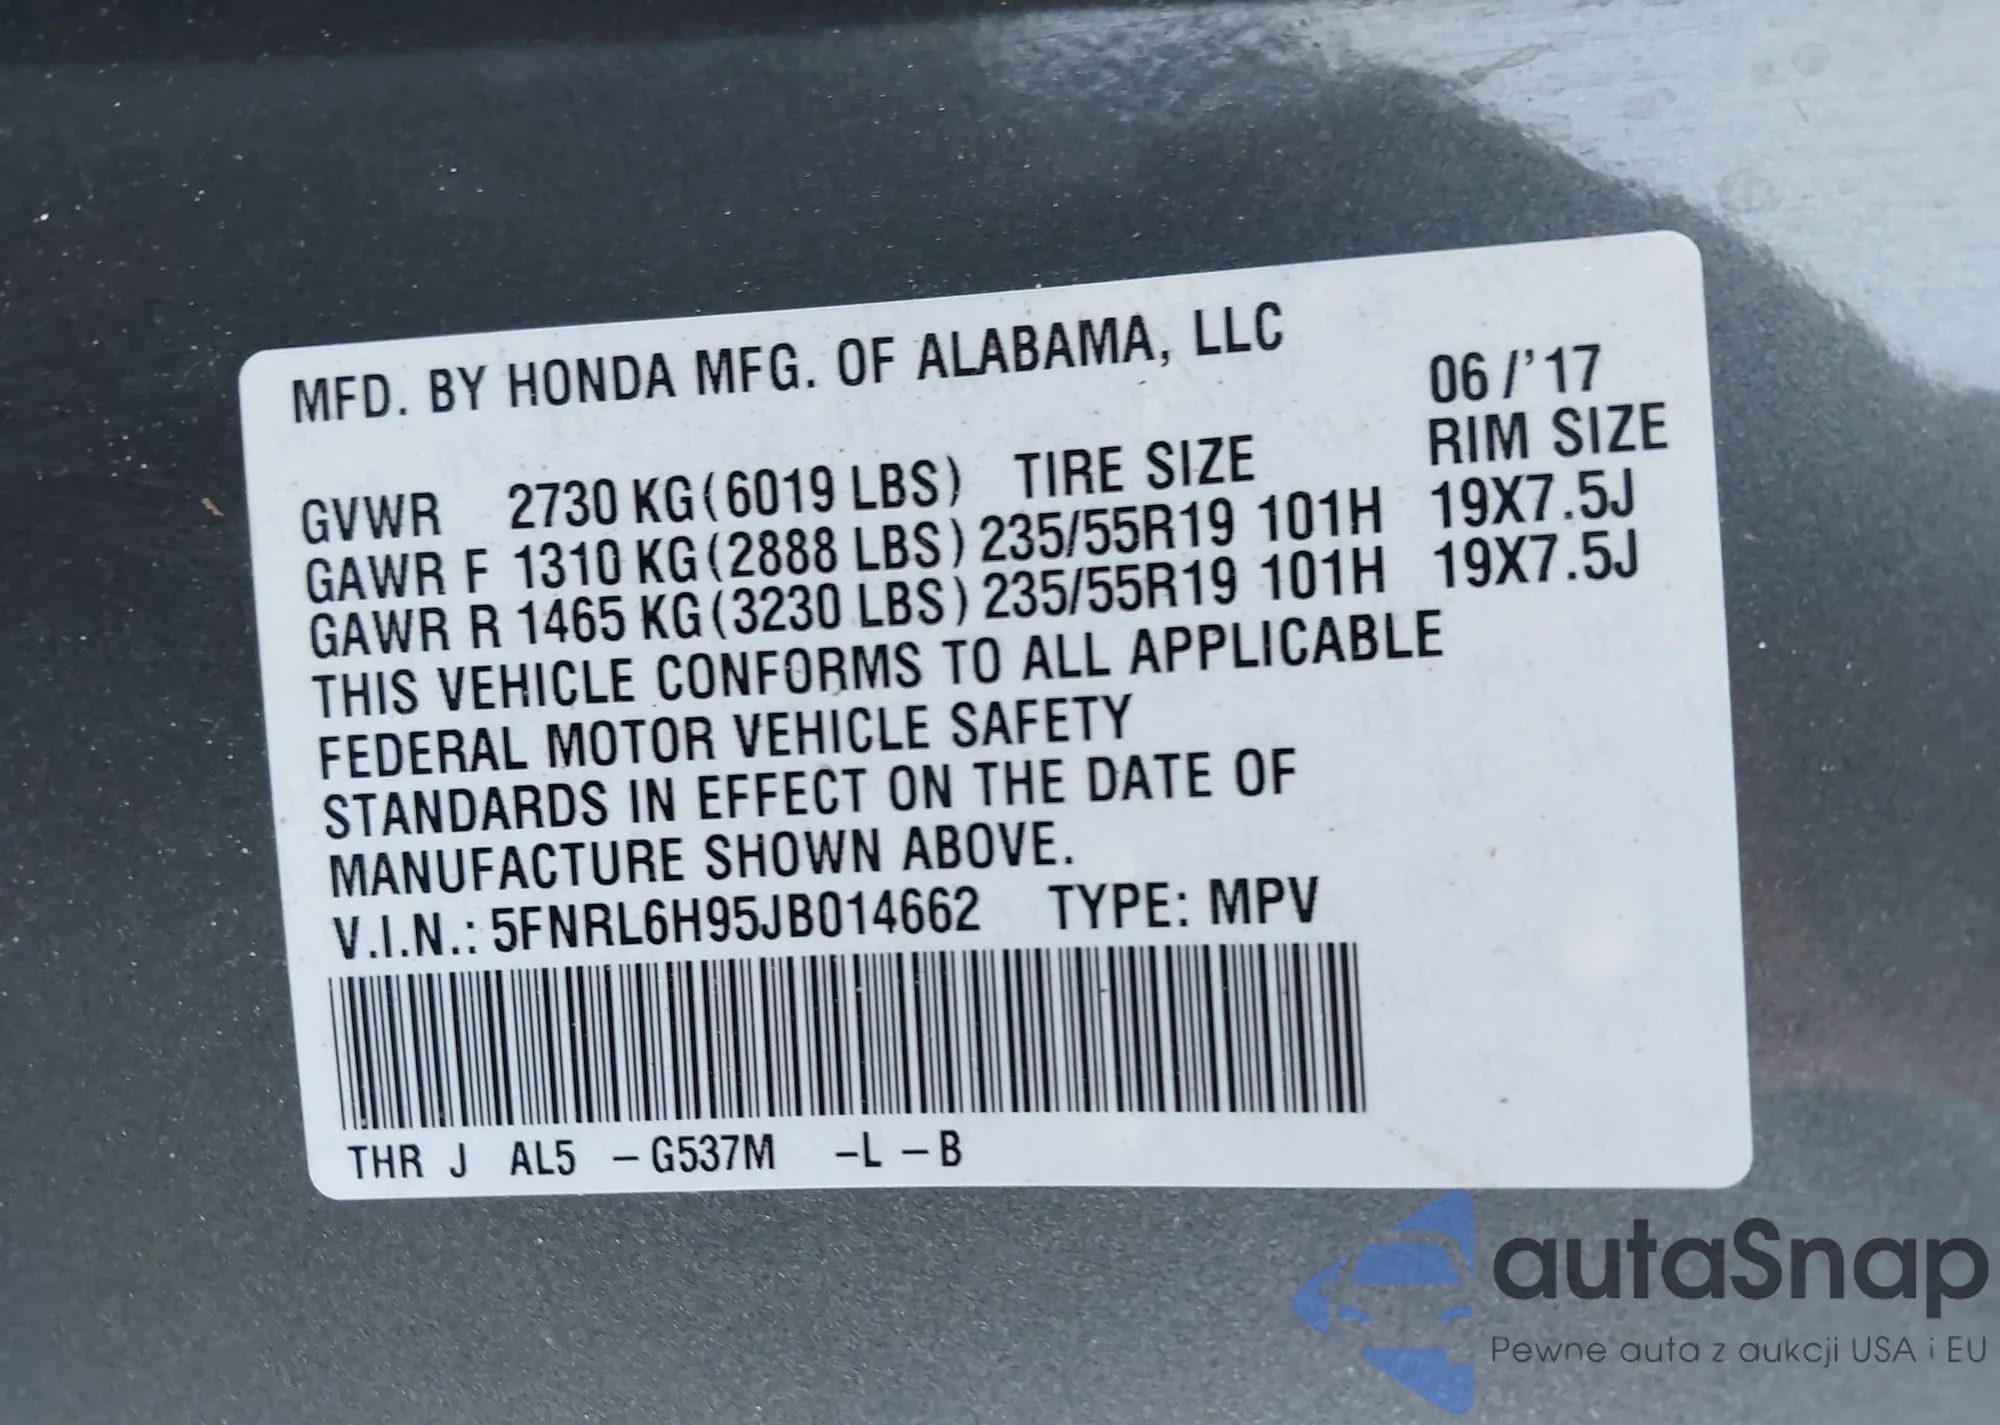 MFD. BY HONDA MFG. OF ALABAMA, LLC 06/'17
GVWR 2730 KG(6019 LBS) TIRE SIZE RIM SIZE
GAWR F 1310 KG(2888 LBS) 235/55R19 101H 19X7.5J
GAWR R 1465 KG(3230 LBS) 235/55R19 101H 19X7.5J
THIS VEHICLE CONFORMS TO ALL APPLICABLE
FEDERAL MOTOR VEHICLE SAFETY
STANDARDS IN EFFECT ON THE DATE OF
MANUFACTURE SHOWN ABOVE.
V.I.N.: 5FNRL6H95JB014662 TYPE: MPV
THR J AL5 -G537M -L -B
autaSnap
Pewne auta z aukcji USA i EU